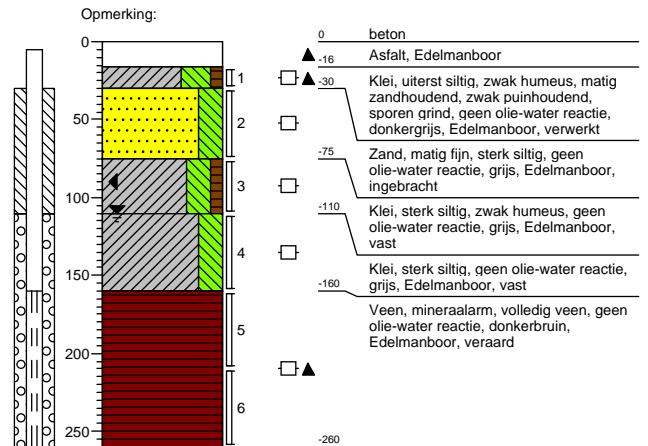 Opmerking:
0
50
100
150
200
250
1
2
3
4
5
6
0 beton
-16 Asfalt, Edelmanboor
-30 Klei, uiterst siltig, zwak humeus, matig
zandhoudend, zwak puinhoudend,
sporen grind, geen olie-water reactie,
donkergrijs, Edelmanboor, verwerkt
-75 Zand, matig fijn, sterk siltig, geen
olie-water reactie, grijs, Edelmanboor,
ingebracht
-110 Klei, sterk siltig, zwak humeus, geen
olie-water reactie, grijs, Edelmanboor,
vast
Klei, sterk siltig, geen olie-water reactie,
grijs, Edelmanboor, vast
-160
Veen, mineraalarm, volledig veen, geen
olie-water reactie, donkerbruin,
Edelmanboor, veraard
-260